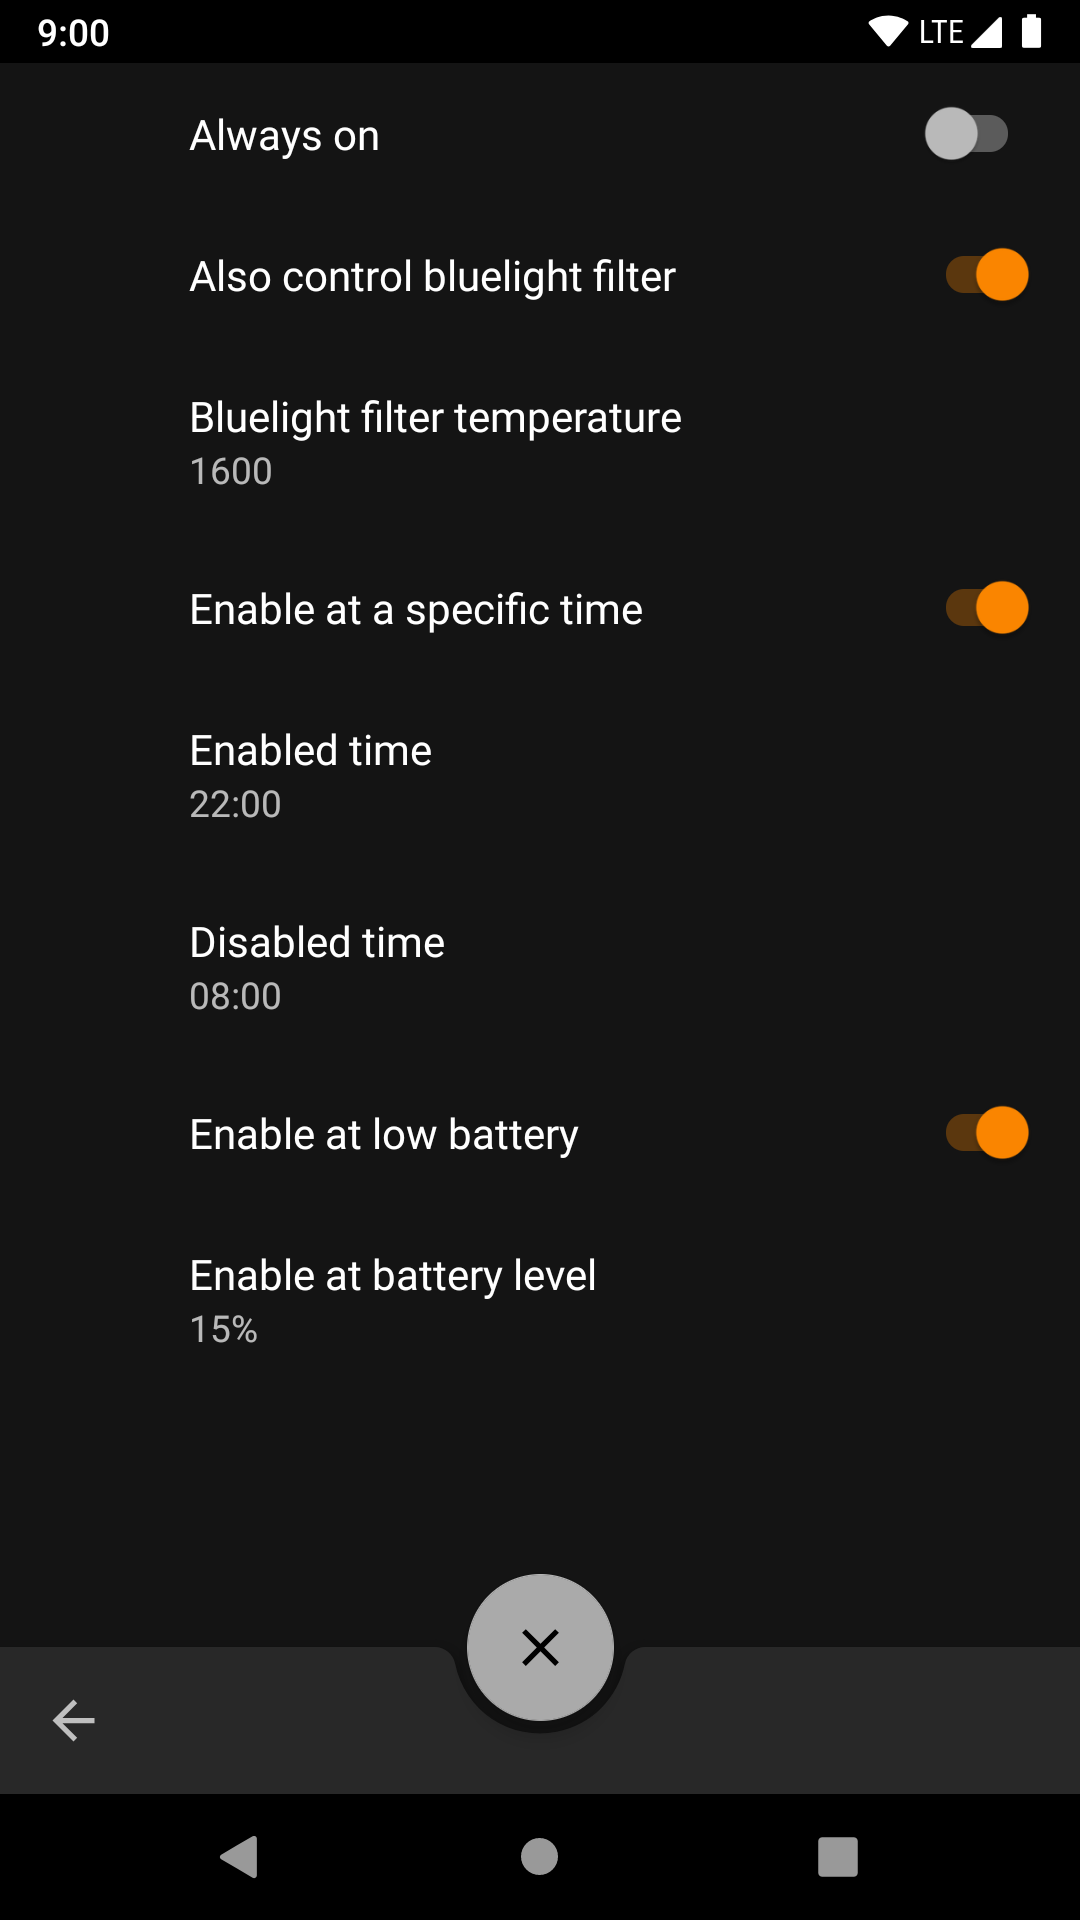 9:00
LTE
Always on
Also control bluelight filter
Bluelight filter temperature
1600
Enable at a specific time
Enabled time
22:00
Disabled time
08:00
Enable at low battery
Enable at battery level
15%